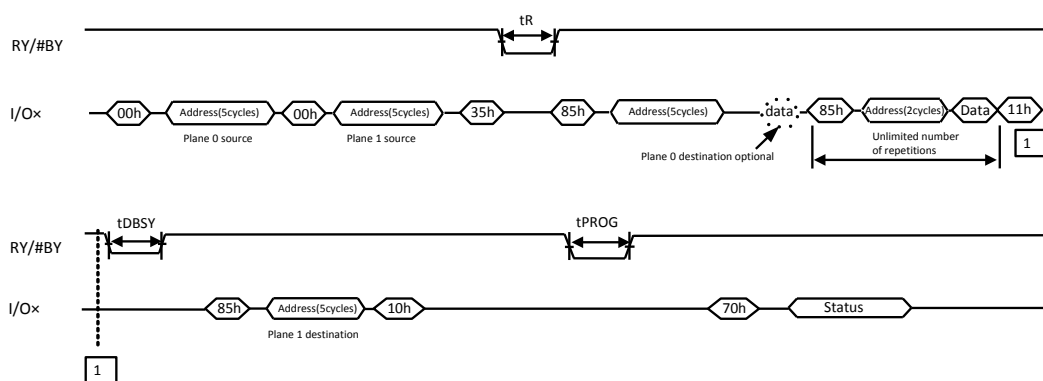 tR
RY/#BY
I/O×
00h Address(5cycles) 00h Address(5cycles) 35h 85h Address(5cycles) data 85h Address(2cycles) Data 11h
Plane 0 source Plane 1 source
Plane 0 destination optional
Unlimited number
of repetitions
1
tDBSY tPROG
RY/#BY
I/O×
85h Address(5cycles) 10h 70h Status
Plane 1 destination
1